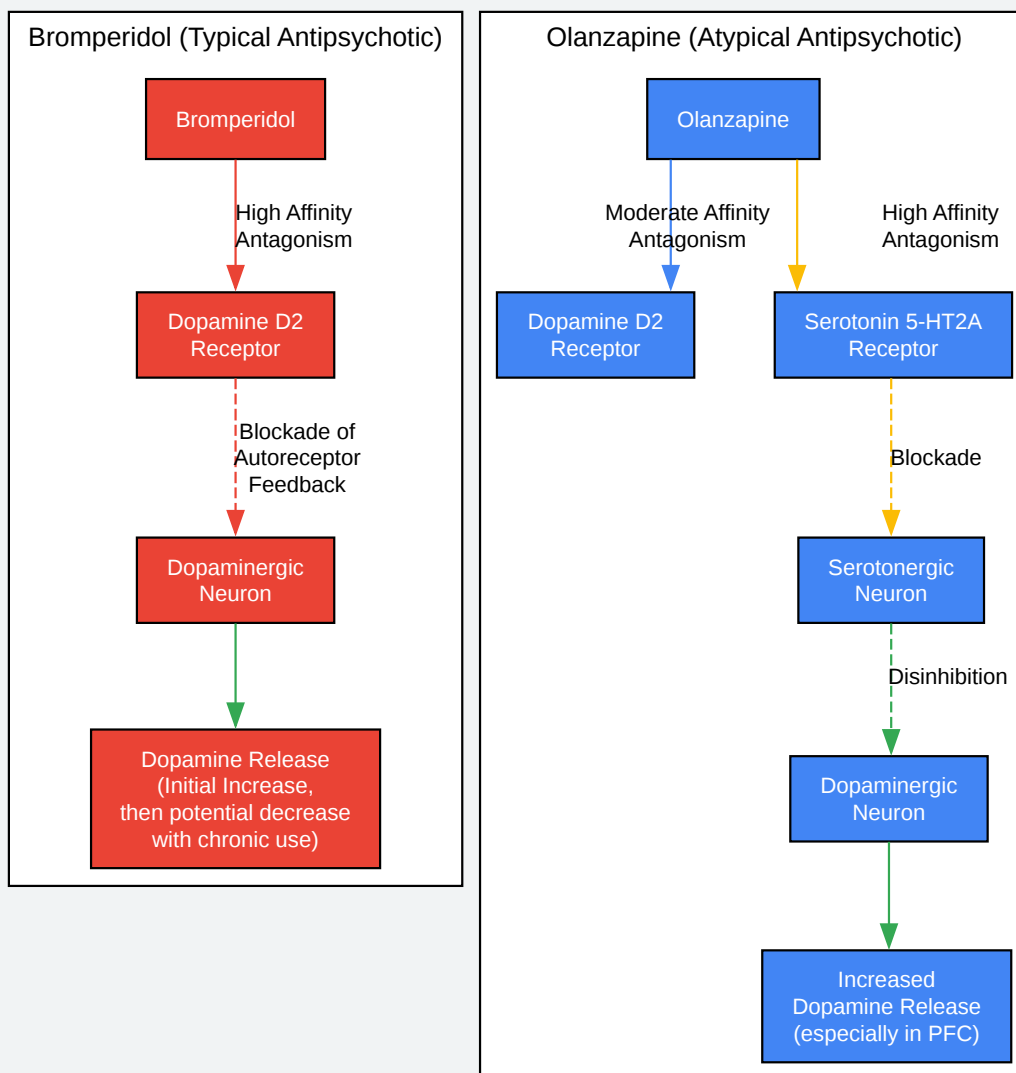 Bromperidol (Typical Antipsychotic)
Bromperidol
High Affinity
Antagonism
Dopamine D2
Receptor
Blockade of
Autoreceptor
Feedback
Dopaminergic
Neuron
Dopamine Release
(Initial Increase,
then potential decrease
with chronic use)
Olanzapine (Atypical Antipsychotic)
Olanzapine
Moderate Affinity
Antagonism
High Affinity
Antagonism
Dopamine D2
Receptor
Serotonin 5-HT2A
Receptor
Blockade
Serotonergic
Neuron
Disinhibition
Dopaminergic
Neuron
Increased
Dopamine Release
(especially in PFC)